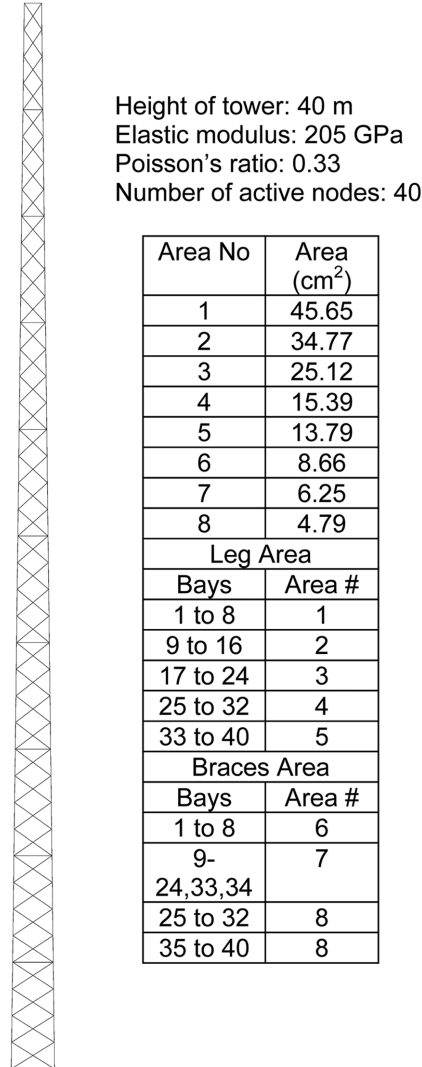 Height of tower: 40 m
Elastic modulus: 205 GPa
Poisson's ratio: 0.33
Number of active nodes: 40
Area No Area
(cm²)
1 45.65
2 34.77
3 25.12
4 15.39
5 13.79
6 8.66
7 6.25
8 4.79
Leg Area
Bays Area #
1 to 8 1
9 to 16 2
17 to 24 3
25 to 32 4
33 to 40 5
Braces Area
Bays Area #
1 to 8 6
9- 7
24,33,34
25 to 32 8
35 to 40 8